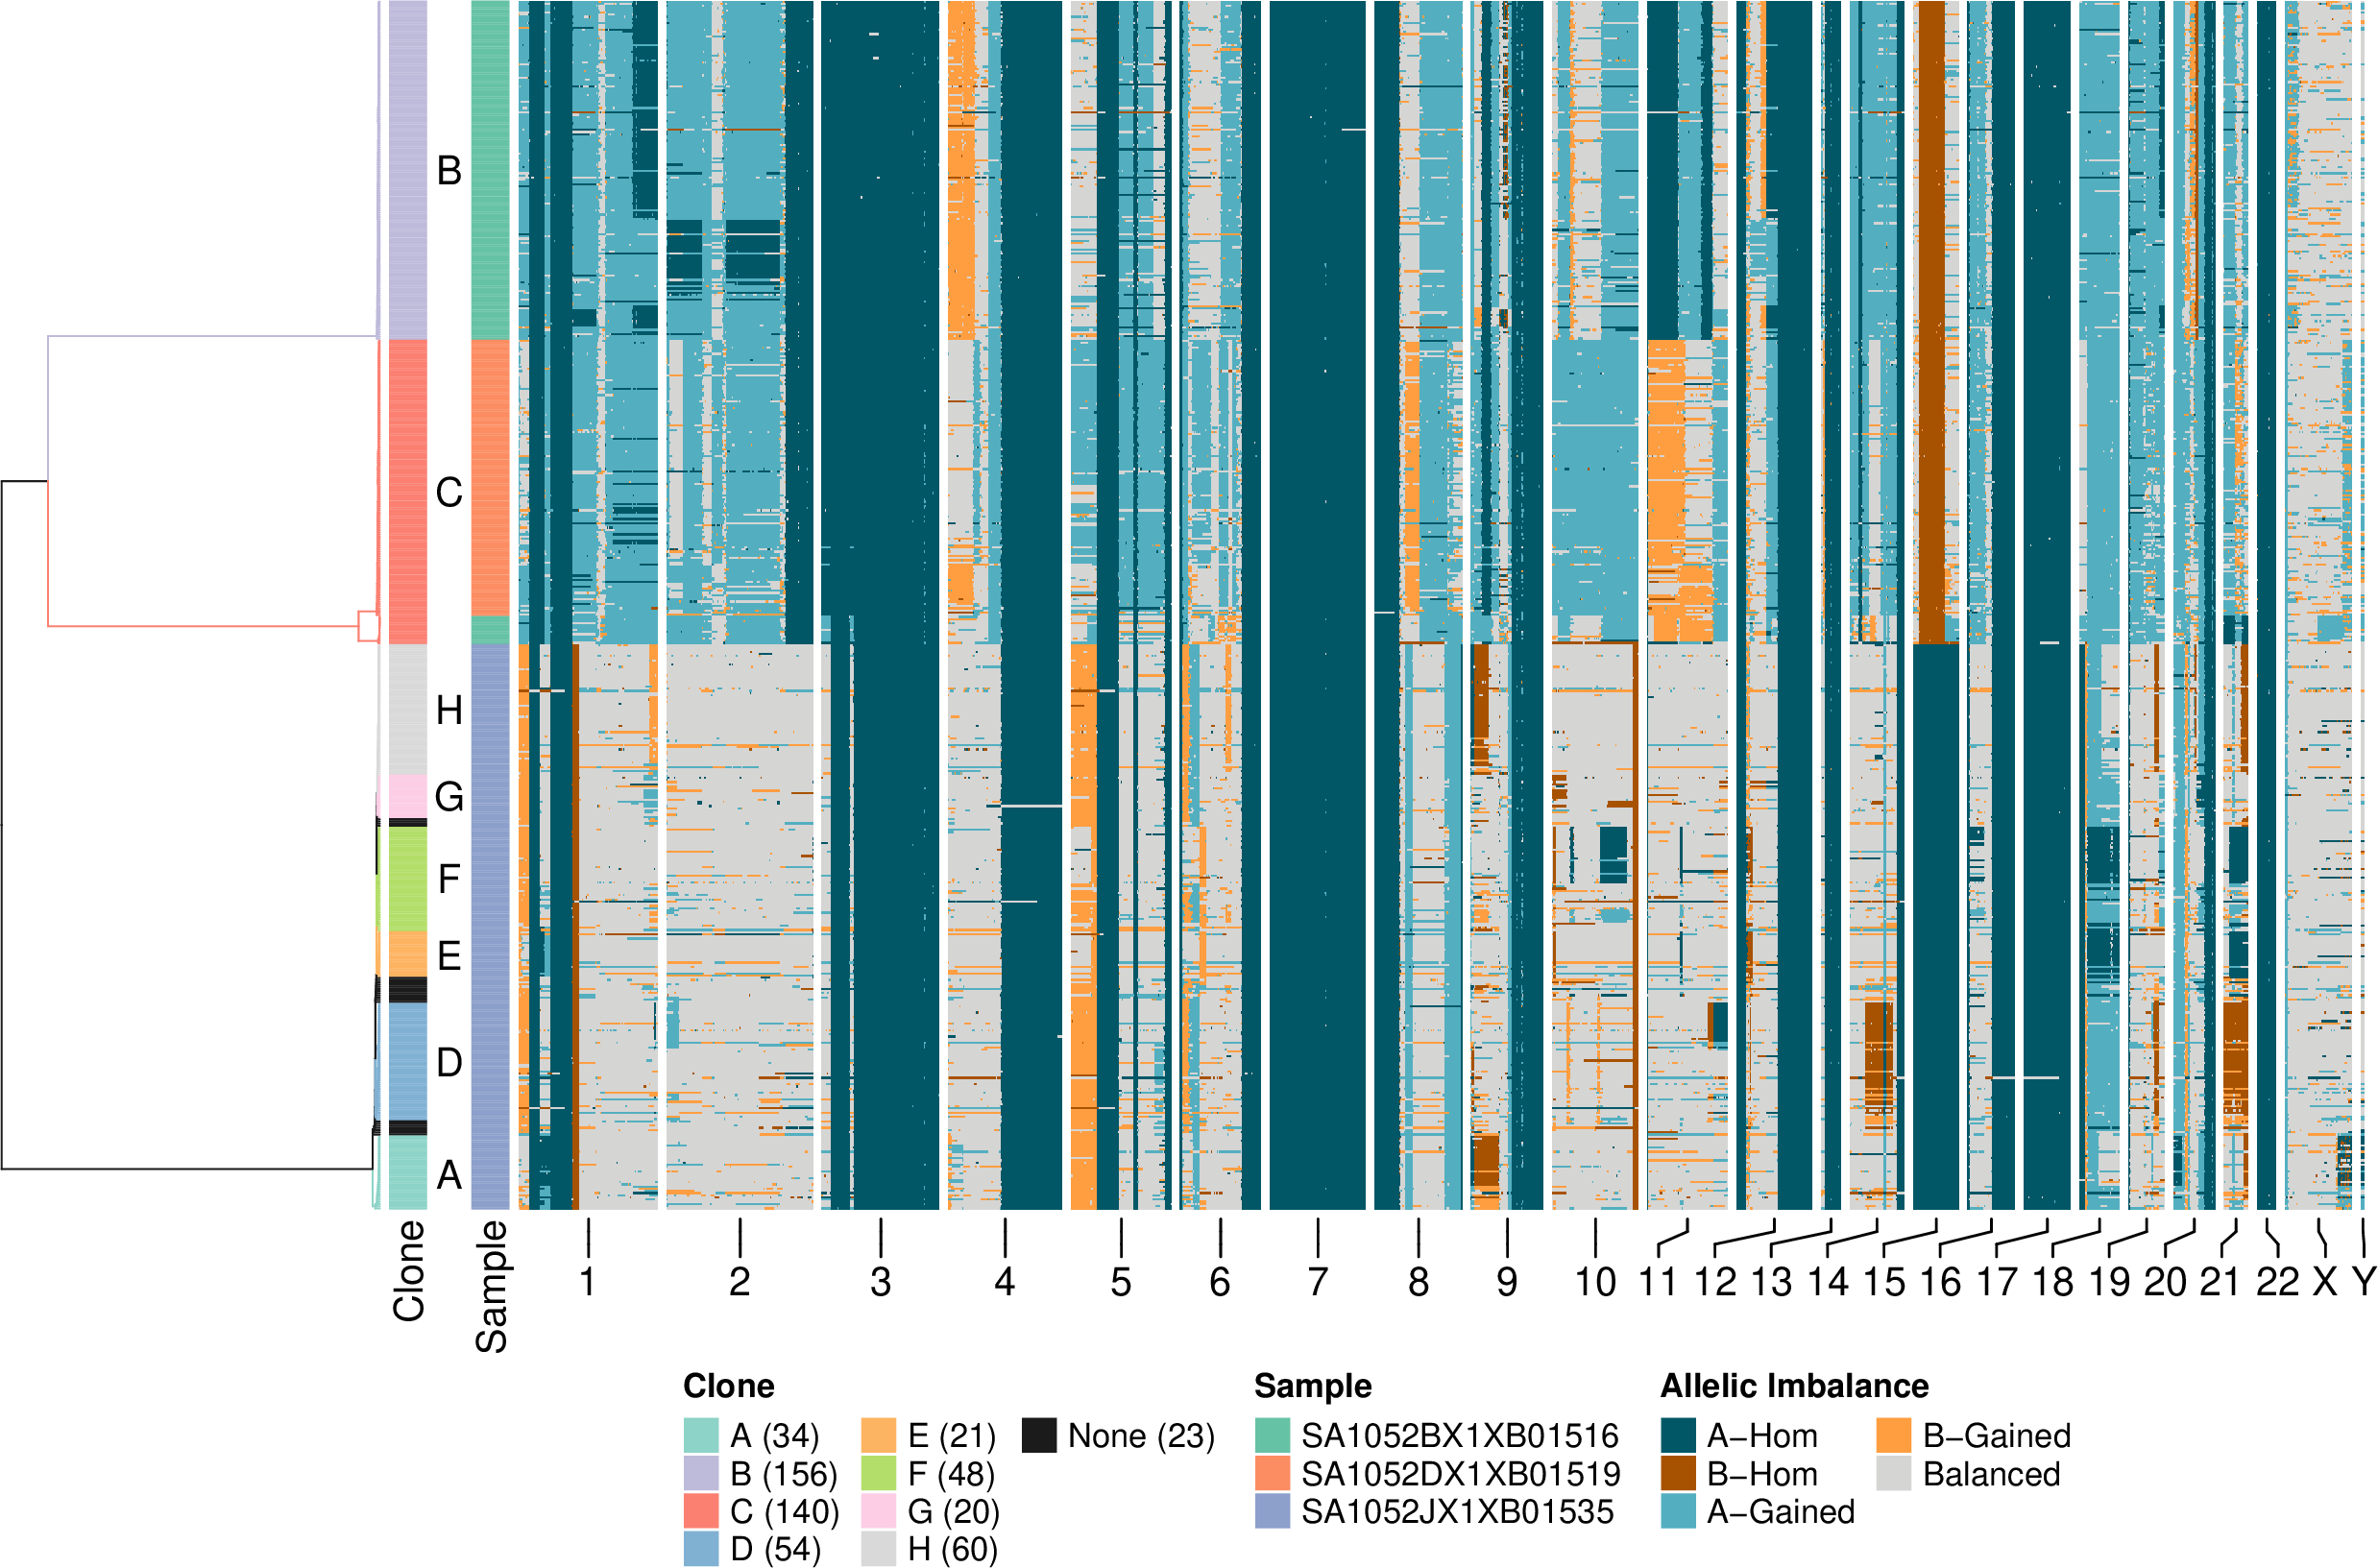 B
C
H
G
F
E
D
A
Clone
Sample
1 2 3 4 5 6 7 8 9 10 11 12 13 14 15 16 17 18 19 20 21 22 X Y
Clone Sample Allelic Imbalance
A (34) E (21) None (23) SA1052BX1XB01516 A−Hom B−Gained
B (156) F (48) SA1052DX1XB01519 B−Hom Balanced
C (140) G (20) SA1052JX1XB01535 A−Gained
D (54) H (60)